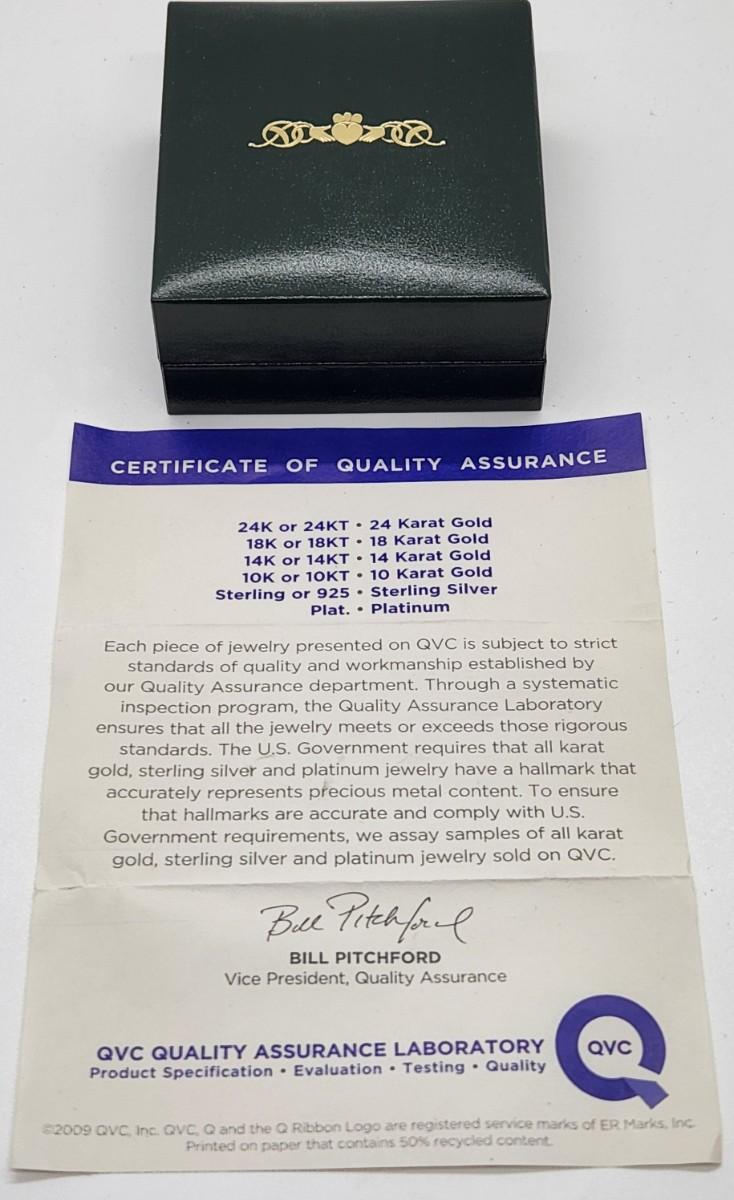 CERTIFICATE OF QUALITY ASSURANCE
24K or 24KT • 24 Karat Gold
18K or 18KT • 18 Karat Gold
14K or 14KT • 14 Karat Gold
10K or 10KT • 10 Karat Gold
Sterling or 925 • Sterling Silver
Plat. • Platinum
Each piece of jewelry presented on QVC is subject to strict
standards of quality and workmanship established by
our Quality Assurance department. Through a systematic
inspection program, the Quality Assurance Laboratory
ensures that all the jewelry meets or exceeds those rigorous
standards. The U.S. Government requires that all karat
gold, sterling silver and platinum jewelry have a hallmark that
accurately represents precious metal content. To ensure
that hallmarks are accurate and comply with U.S.
Government requirements, we assay samples of all karat
gold, sterling silver and platinum jewelry sold on QVC.
Bill Pitchford
BILL PITCHFORD
Vice President, Quality Assurance
QVC QUALITY ASSURANCE LABORATORY
Product Specification • Evaluation • Testing • Quality
QVC
©2009 QVC, Inc. QVC, Q and the Q Ribbon Logo are registered service marks of ER Marks, Inc.
Printed on paper that contains 50% recycled content.